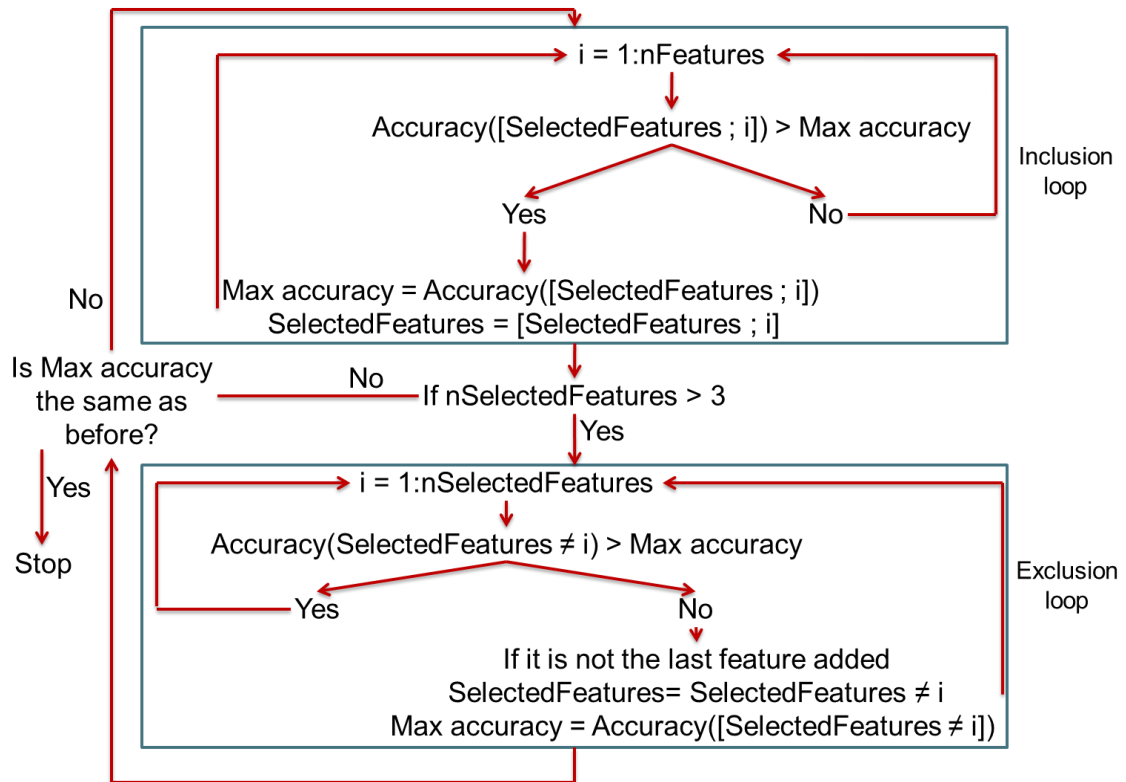 i = 1:nFeatures
Accuracy([SelectedFeatures ; i]) > Max accuracy
Inclusion
loop
Yes
No
Max accuracy = Accuracy([SelectedFeatures ; i])
SelectedFeatures = [SelectedFeatures ; i]
No
Is Max accuracy
the same as
before?
No
If nSelectedFeatures > 3
Yes
Yes
Stop
i = 1:nSelectedFeatures
Accuracy(SelectedFeatures ≠ i) > Max accuracy
Exclusion
loop
Yes
No
If it is not the last feature added
SelectedFeatures= SelectedFeatures ≠ i
Max accuracy = Accuracy([SelectedFeatures ≠ i])